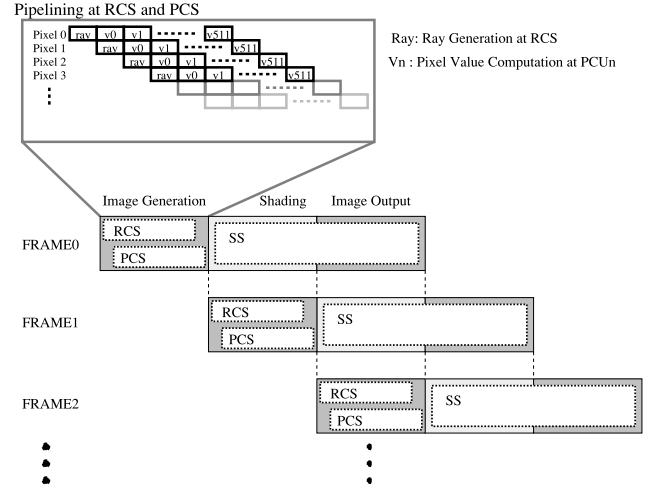 Pipelining at RCS and PCS
Pixel 0 ray v0 v1 v511
Pixel 1 ray v0 v1 v511
Pixel 2 ray v0 v1 v511
Pixel 3 ray v0 v1 v511
Ray: Ray Generation at RCS
Vn : Pixel Value Computation at PCUn
Image Generation Shading Image Output
FRAME0 RCS PCS SS
FRAME1 RCS PCS SS
FRAME2 RCS PCS SS